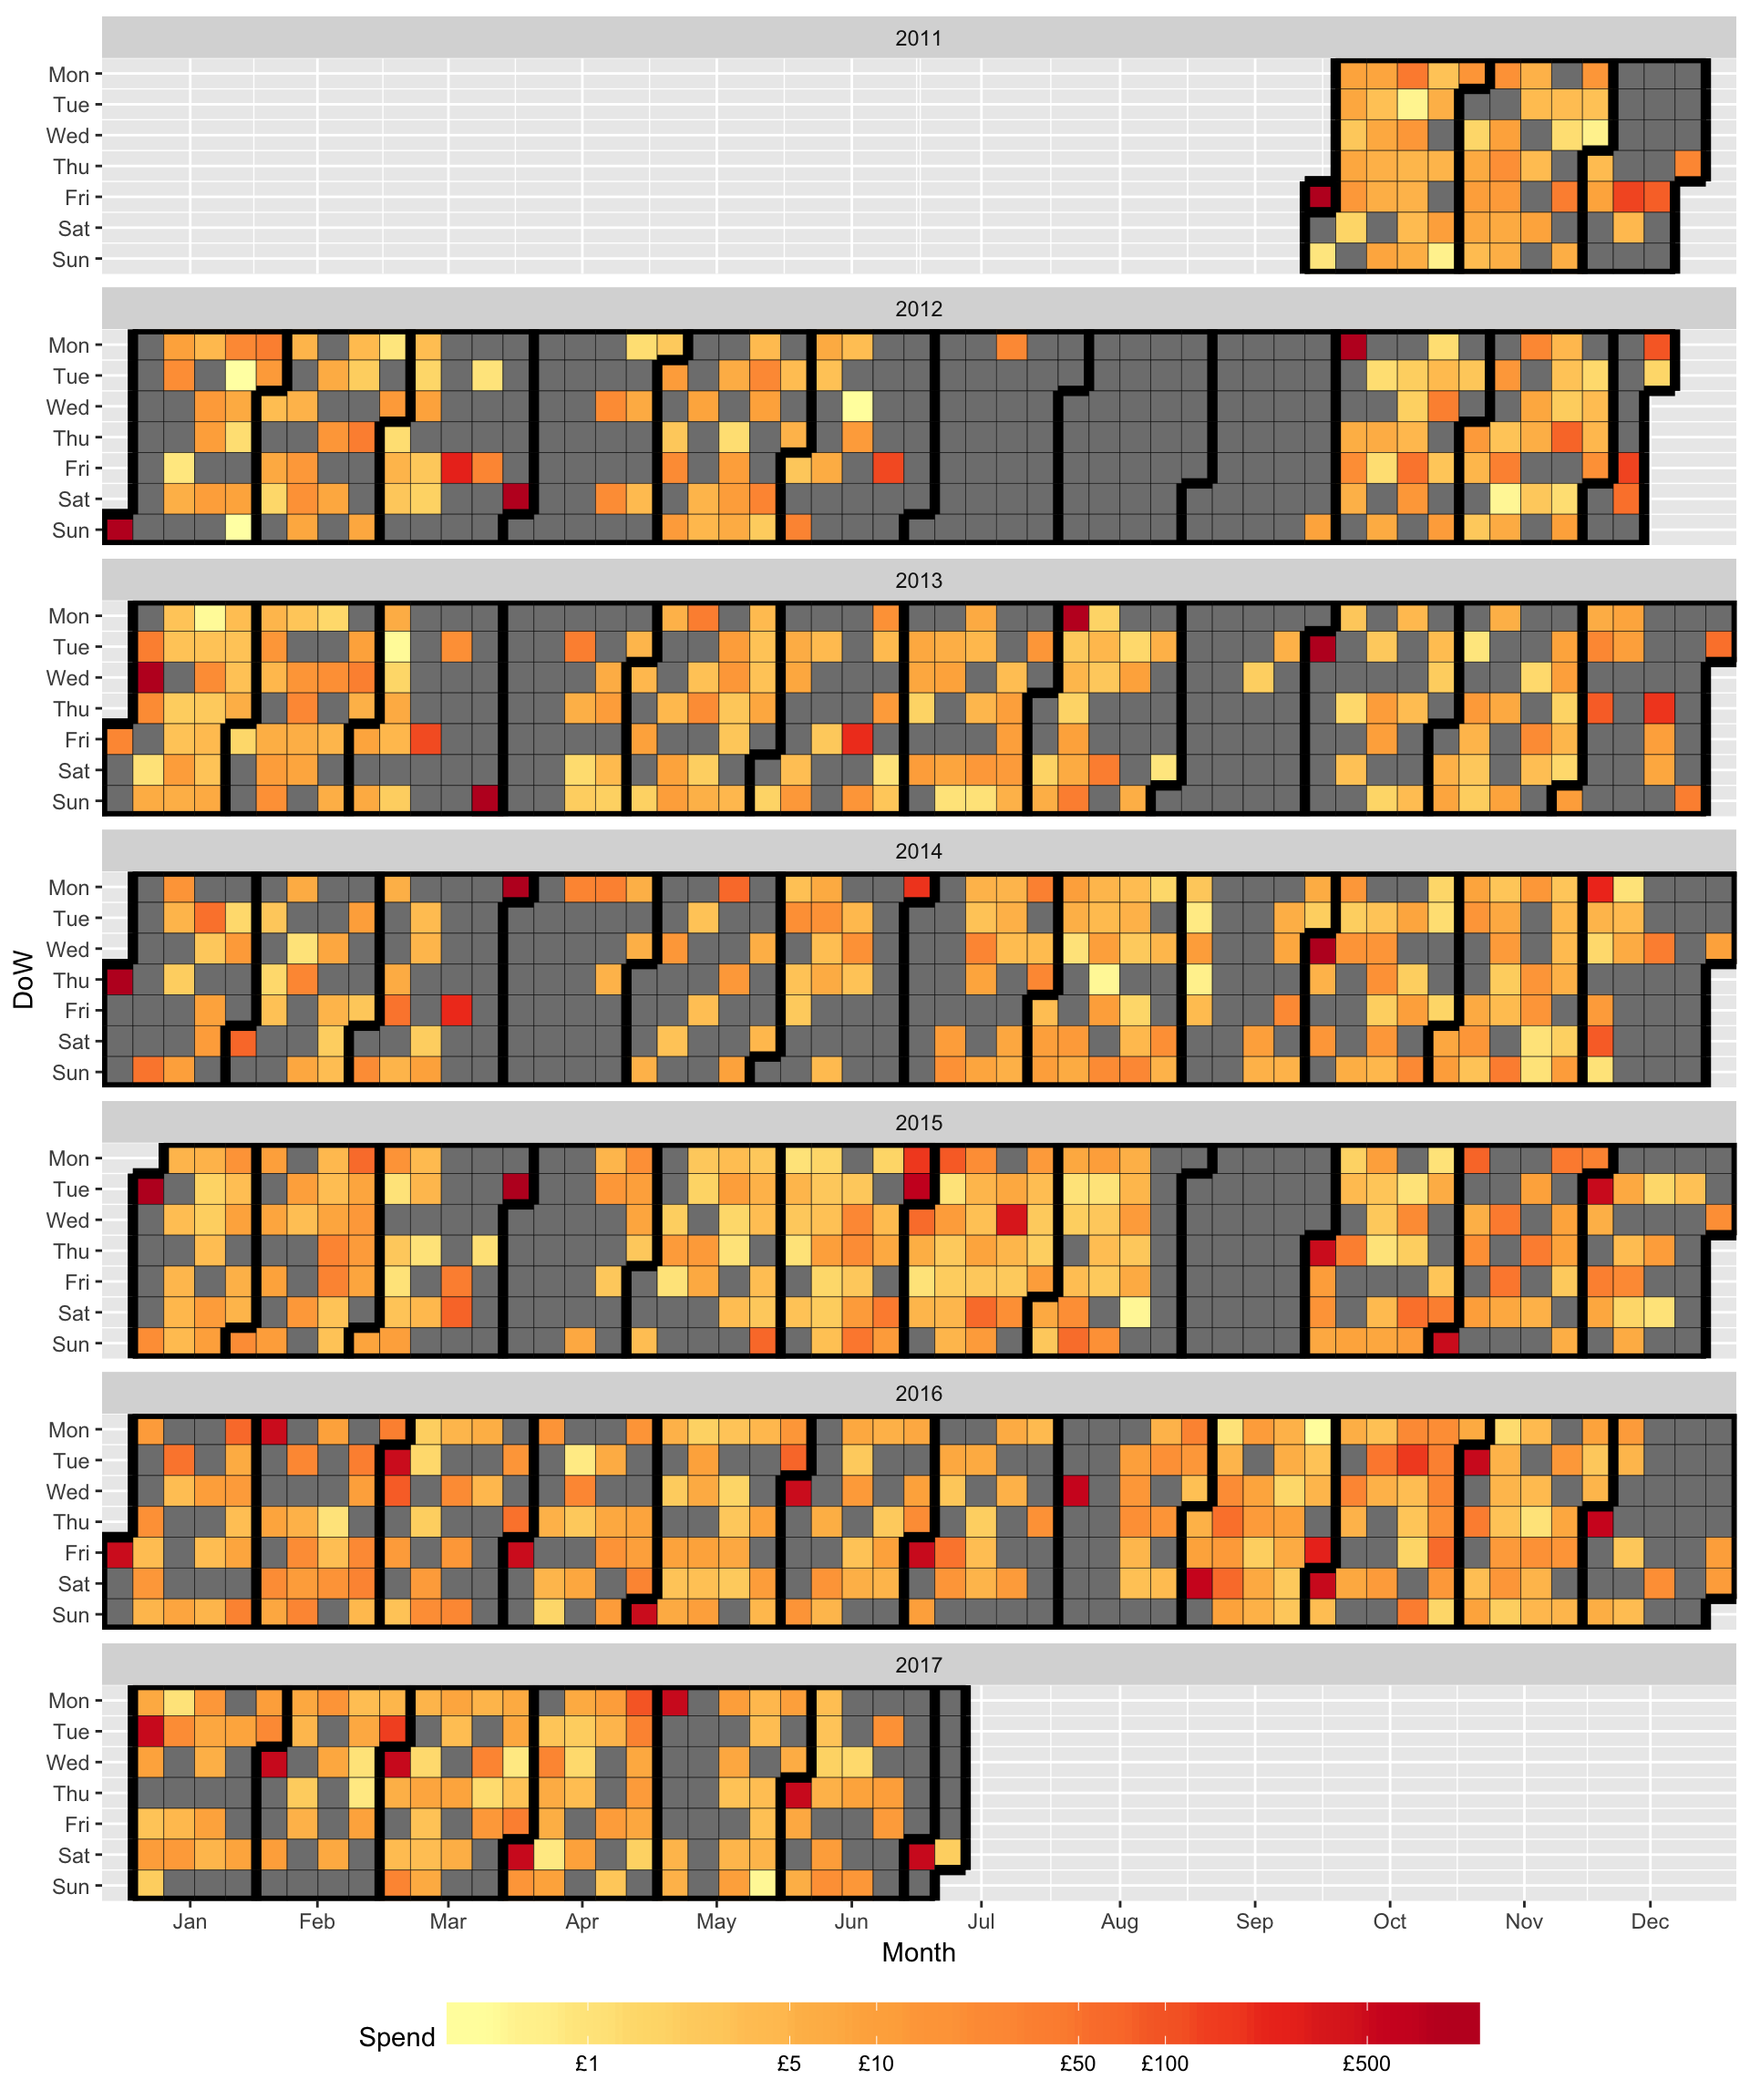 2011
Mon
Tue
Wed
Thu
Fri
Sat
Sun
2012
Mon
Tue
Wed
Thu
Fri
Sat
Sun
2013
Mon
Tue
Wed
Thu
Fri
Sat
Sun
2014
Mon
Tue
Wed
Thu
Fri
Sat
Sun
DoW
2015
Mon
Tue
Wed
Thu
Fri
Sat
Sun
2016
Mon
Tue
Wed
Thu
Fri
Sat
Sun
2017
Mon
Tue
Wed
Thu
Fri
Sat
Sun
Jan Feb Mar Apr May Jun Jul Aug Sep Oct Nov Dec
Month
Spend
£1 £5 £10 £50 £100 £500